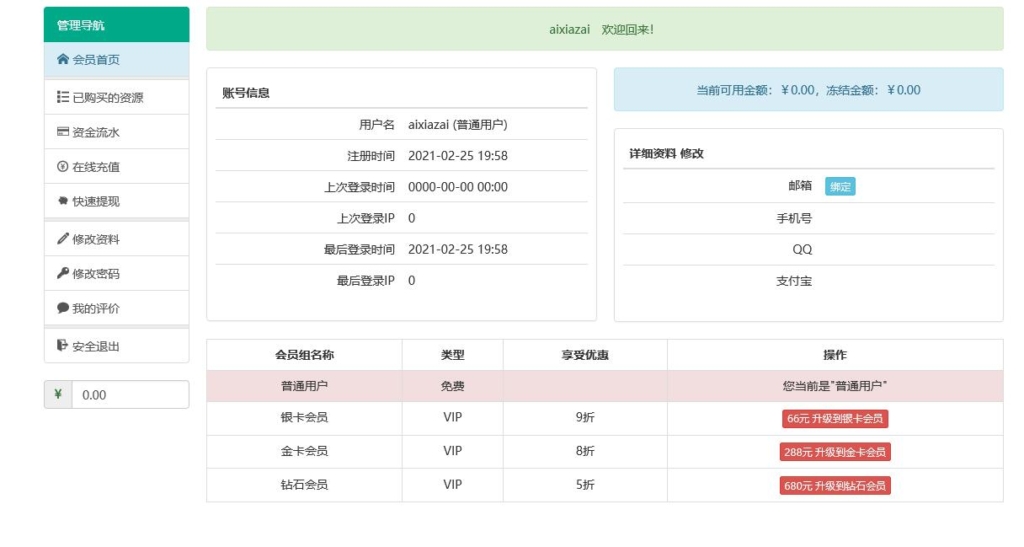 管理导航
会员首页
已购买的资源
资金流水
在线充值
快速提现
修改资料
修改密码
我的评价
安全退出
¥ 0.00
aixiazai 欢迎回来!
账号信息
用户名 aixiazai (普通用户)
注册时间 2021-02-25 19:58
上次登录时间 0000-00-00 00:00
上次登录IP 0
最后登录时间 2021-02-25 19:58
最后登录IP 0
当前可用金额：￥0.00，冻结金额：￥0.00
详细资料 修改
邮箱 绑定
手机号
QQ
支付宝
会员组名称 类型 享受优惠 操作
普通用户 免费 您当前是"普通用户"
银卡会员 VIP 9折 66元 升级到银卡会员
金卡会员 VIP 8折 288元 升级到金卡会员
钻石会员 VIP 5折 680元 升级到钻石会员